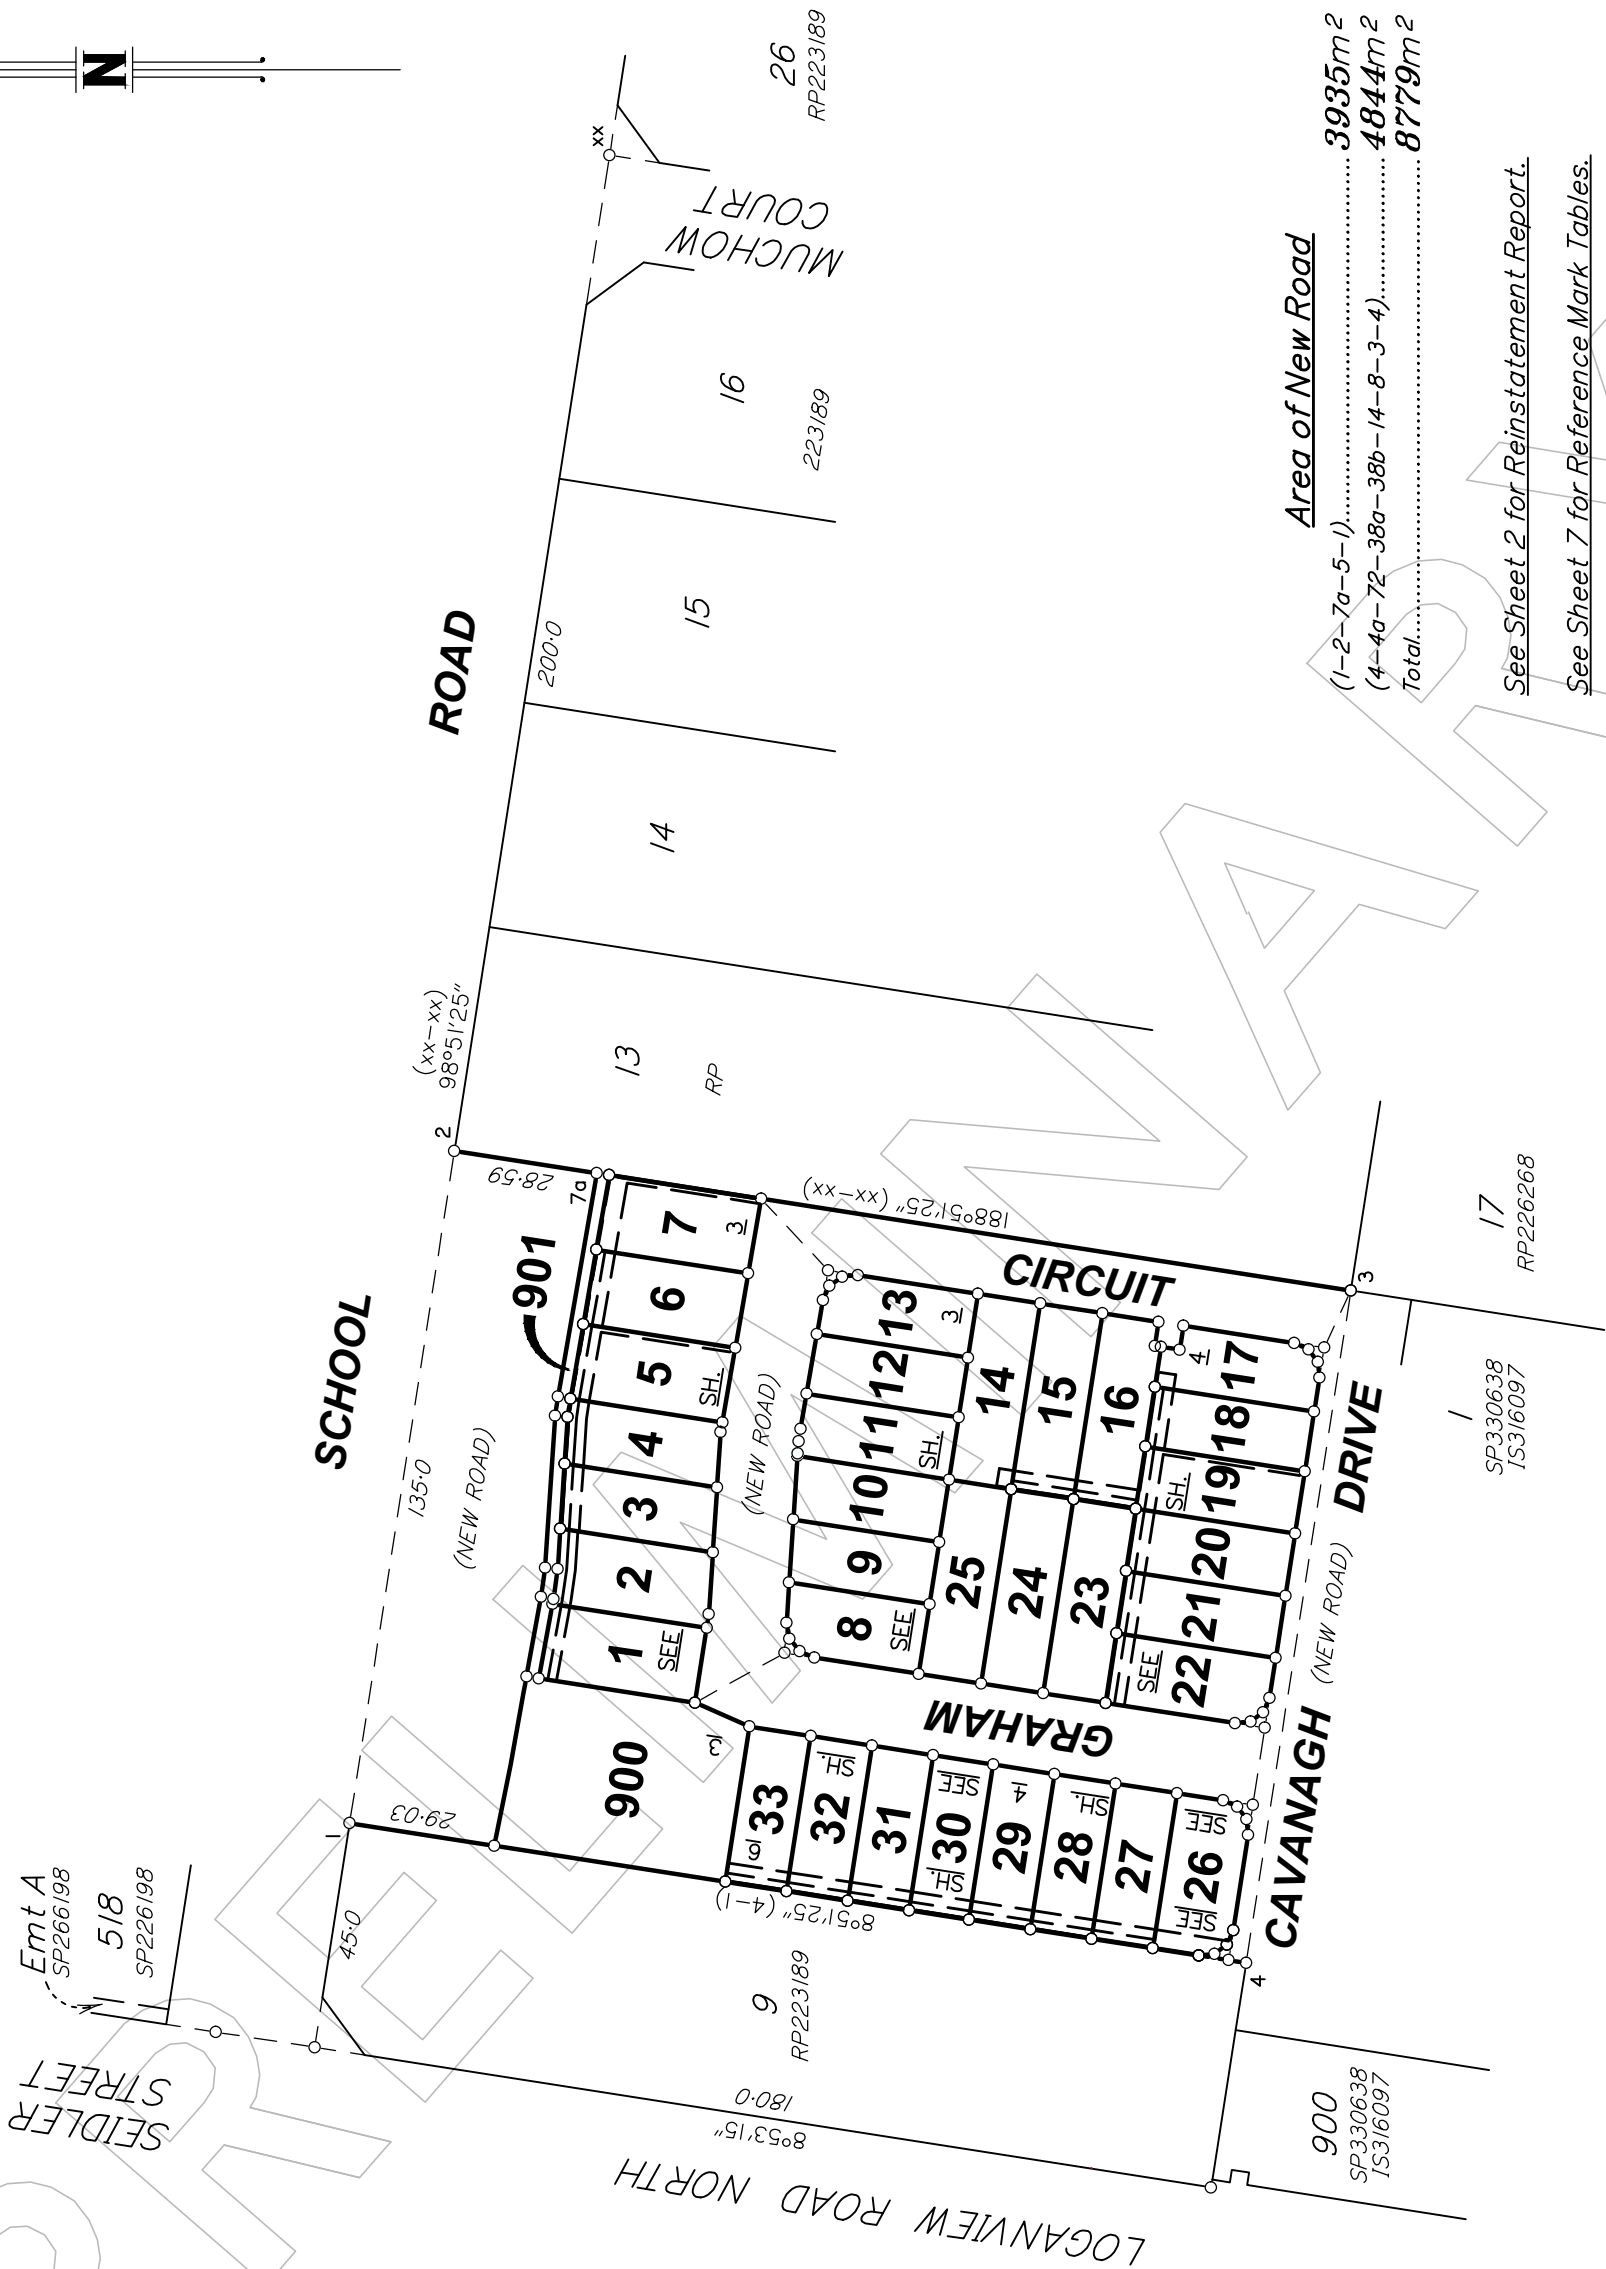 N
Emt A
SP266198
518
SP226198
SEIDLER
STREET
45·0
1
SCHOOL
ROAD
135·0
(NEW ROAD)
(xx-xx)
98°51'25"
2
200·0
xx
MUCHOW
COURT
26
RP223189
16
223189
15
14
13
RP
29·03
28·59
7a
901
900
1
2
3
4
5
6
7
SEE
SH.
3
(NEW ROAD)
8
9
10
11
12
13
SEE
SH.
3
14
15
16
25
24
23
17
18
19
20
21
22
SEE
SH.
4
188°51'25" (xx-xx)
CIRCUIT
GRAHAM
33
32
31
30
29
28
27
26
3
SH.
SEE
4
SH.
SEE
6
SH.
SEE
8°51'25" (4-1)
9
RP223189
180·0
8°53'15"
LOGANVIEW ROAD NORTH
4
CAVANAGH
(NEW ROAD)
DRIVE
3
900
SP330638
IS316097
1
SP330638
IS316097
17
RP226268
Area of New Road
(1-2-7a-5-1)..........3935m²
(4-4a-72-38a-38b-14-8-3-4)..........4844m²
Total..........8779m²
See Sheet 2 for Reinstatement Report.
See Sheet 7 for Reference Mark Tables.